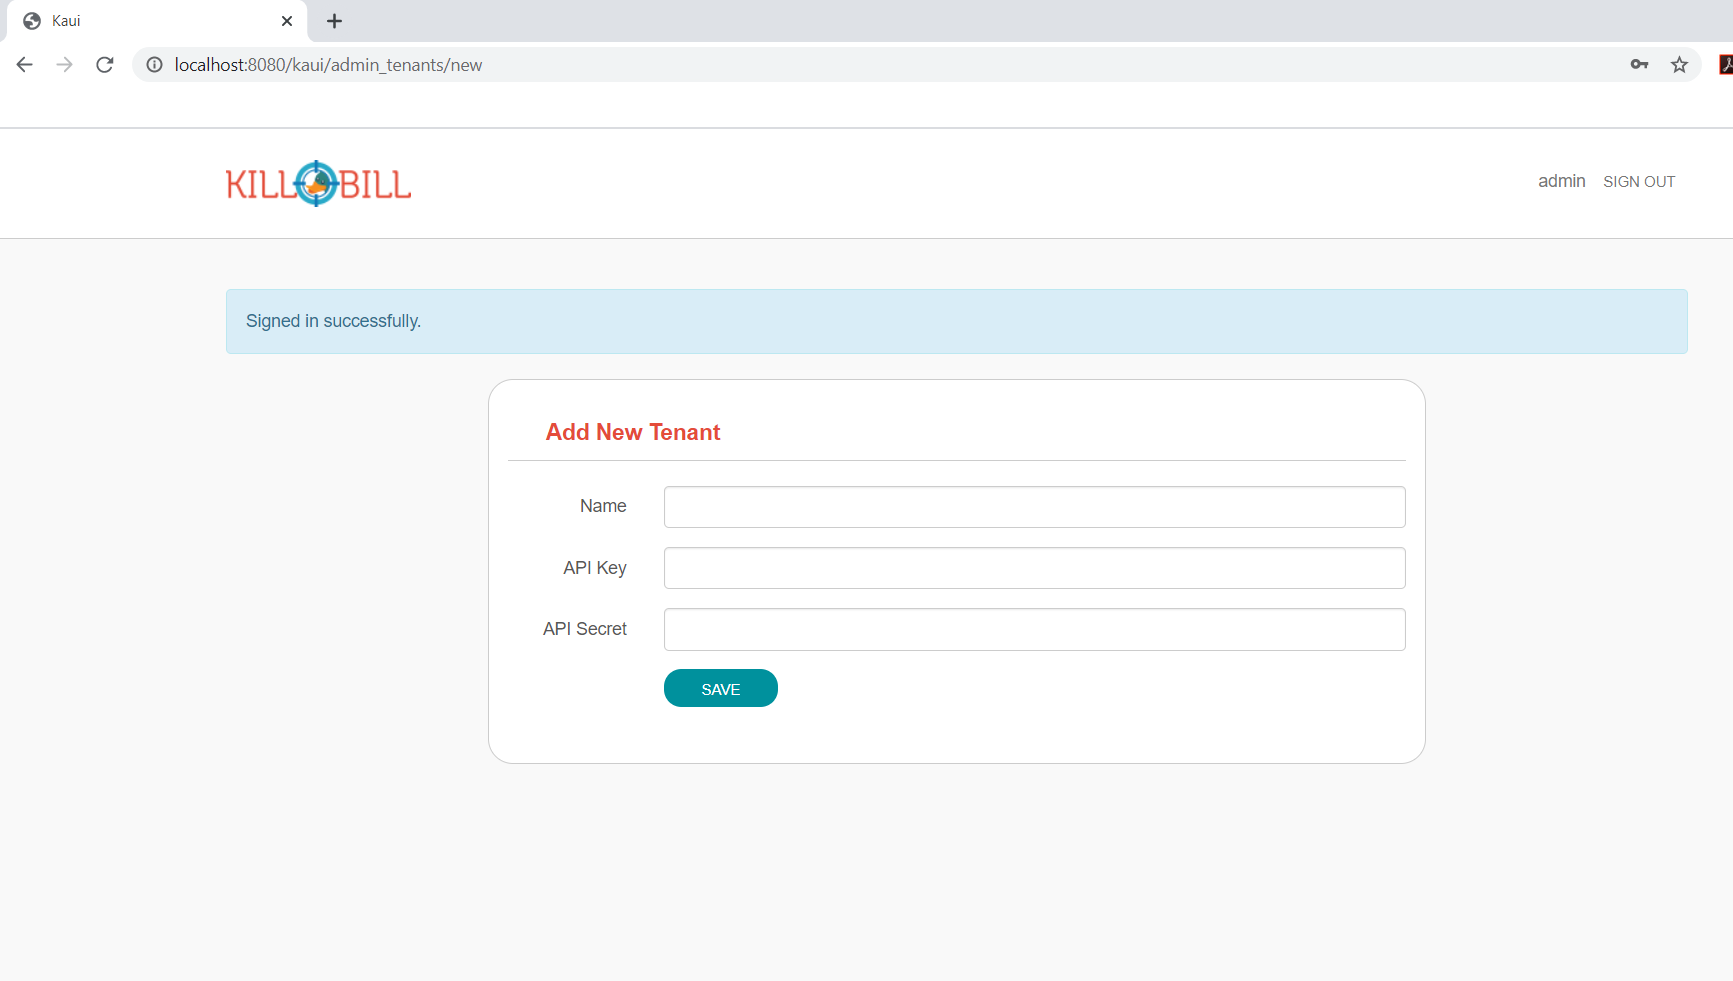 Kaui
localhost:8080/kaui/admin_tenants/new
KILL BILL
admin SIGN OUT
Signed in successfully.
Add New Tenant
Name
API Key
API Secret
SAVE